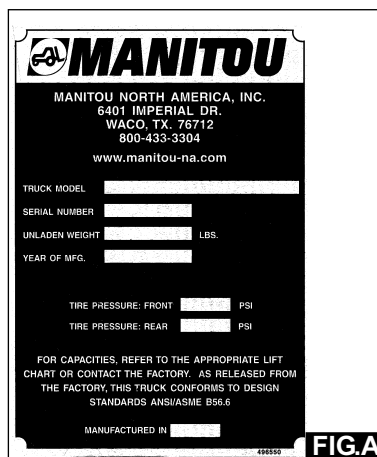 MANITOU
MANITOU NORTH AMERICA, INC.
6401 IMPERIAL DR.
WACO, TX. 76712
800-433-3304
www.manitou-na.com
TRUCK MODEL
SERIAL NUMBER
UNLADEN WEIGHT LBS.
YEAR OF MFG.
TIRE PRESSURE: FRONT PSI
TIRE PRESSURE: REAR PSI
FOR CAPACITIES, REFER TO THE APPROPRIATE LIFT
CHART OR CONTACT THE FACTORY. AS RELEASED FROM
THE FACTORY, THIS TRUCK CONFORMS TO DESIGN
STANDARDS ANSI/ASME B56.6
MANUFACTURED IN
496550
FIG.A